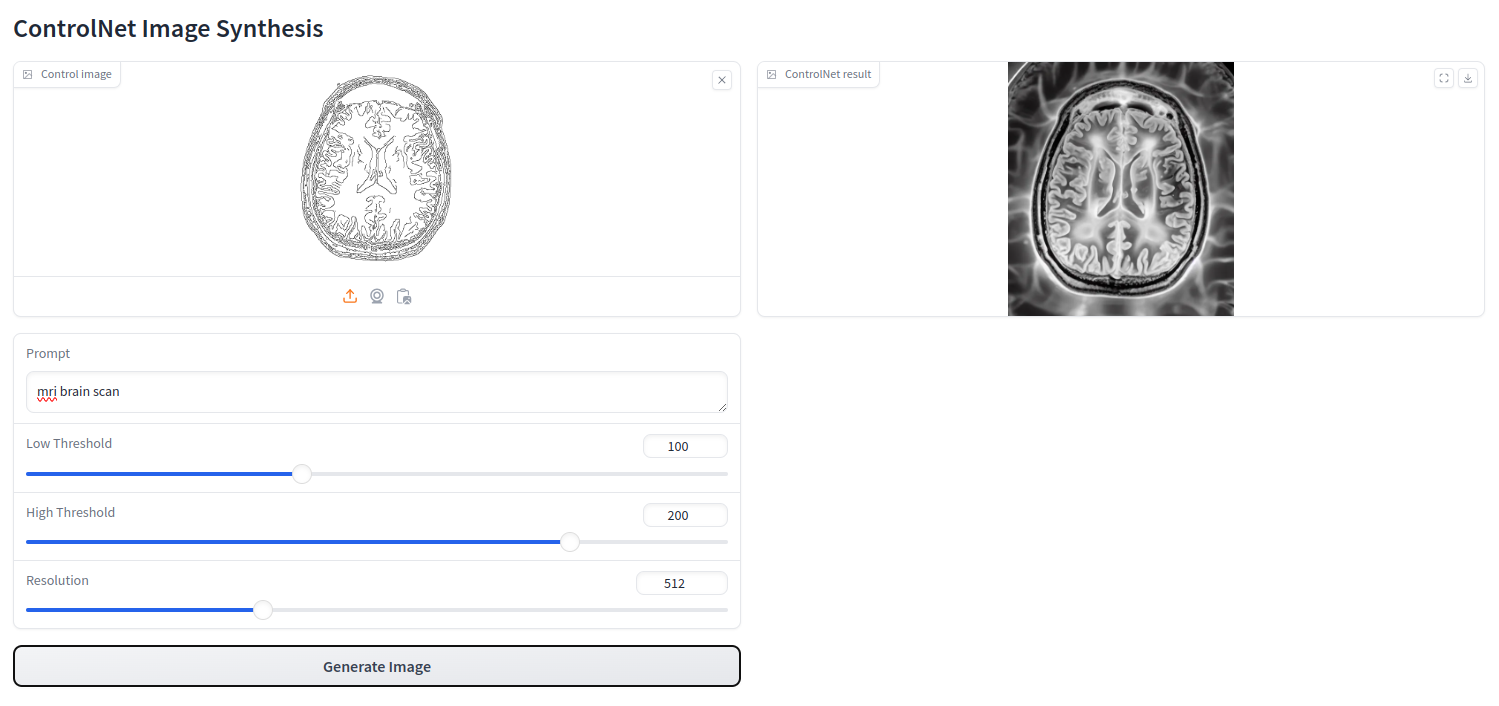 ControlNet Image Synthesis
Control image
ControlNet result
Prompt
mri brain scan
Low Threshold
100
High Threshold
200
Resolution
512
Generate Image